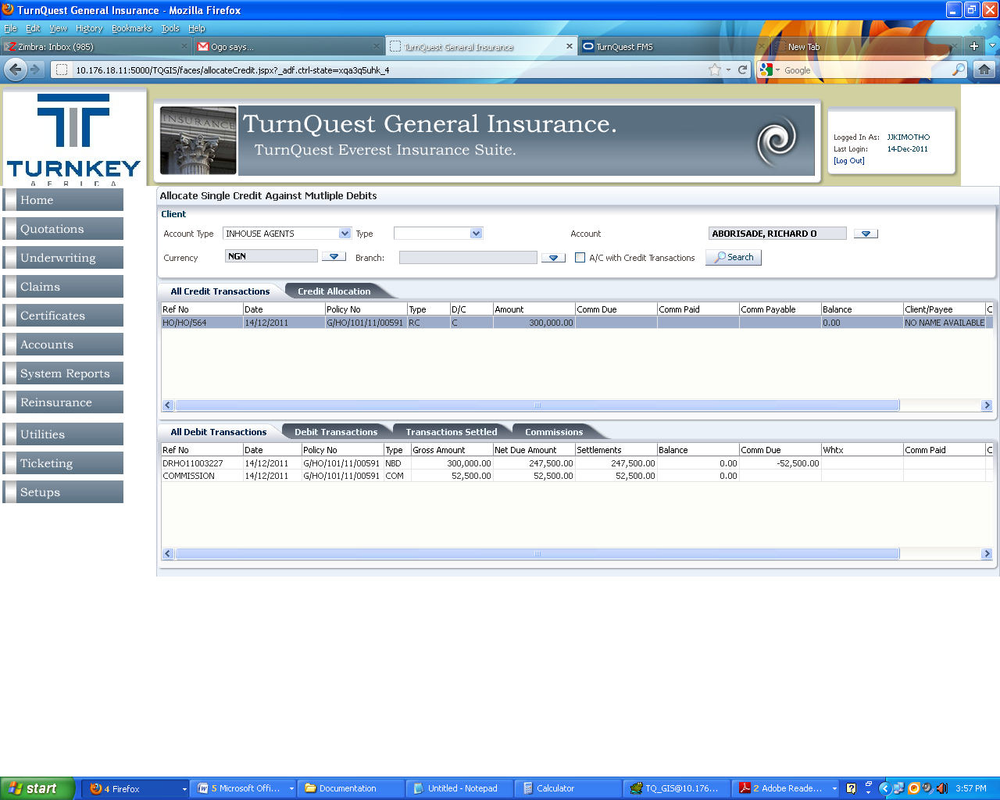 TurnQuest General Insurance - Mozilla Firefox
File Edit View History Bookmarks Tools Help
Zimbra: Inbox (985) Ogo says... TurnQuest General Insurance TurnQuest FMS New Tab
10.176.18.11:5000/TQGIS/faces/allocateCredit.jspx?_adf.ctrl-state=xqa3q5uhk_4 Google
TURNKEY
AFRICA
INSURANCE
TurnQuest General Insurance.
TurnQuest Everest Insurance Suite.
Logged In As: JJKIMOTHO
Last Login: 14-Dec-2011
[Log Out]
Home
Quotations
Underwriting
Claims
Certificates
Accounts
System Reports
Reinsurance
Utilities
Ticketing
Setups
Allocate Single Credit Against Mutliple Debits
Client
Account Type INHOUSE AGENTS Type Account ABORISADE, RICHARD O
Currency NGN Branch: A/C with Credit Transactions Search
All Credit Transactions Credit Allocation
Ref No Date Policy No Type D/C Amount Comm Due Comm Paid Comm Payable Balance Client/Payee C
HO/HO/564 14/12/2011 G/HO/101/11/00591 RC C 300,000.00 0.00 NO NAME AVAILABLE
All Debit Transactions Debit Transactions Transactions Settled Commissions
Ref No Date Policy No Type Gross Amount Net Due Amount Settlements Balance Comm Due Whtx Comm Paid C
DRHO11003227 14/12/2011 G/HO/101/11/00591 NBD 300,000.00 247,500.00 247,500.00 0.00 -52,500.00
COMMISSION 14/12/2011 G/HO/101/11/00591 COM 52,500.00 52,500.00 52,500.00 0.00
start 4 Firefox 5 Microsoft Offi... Documentation Untitled - Notepad Calculator TQ_GIS@10.176... 2 Adobe Reade... 3:57 PM